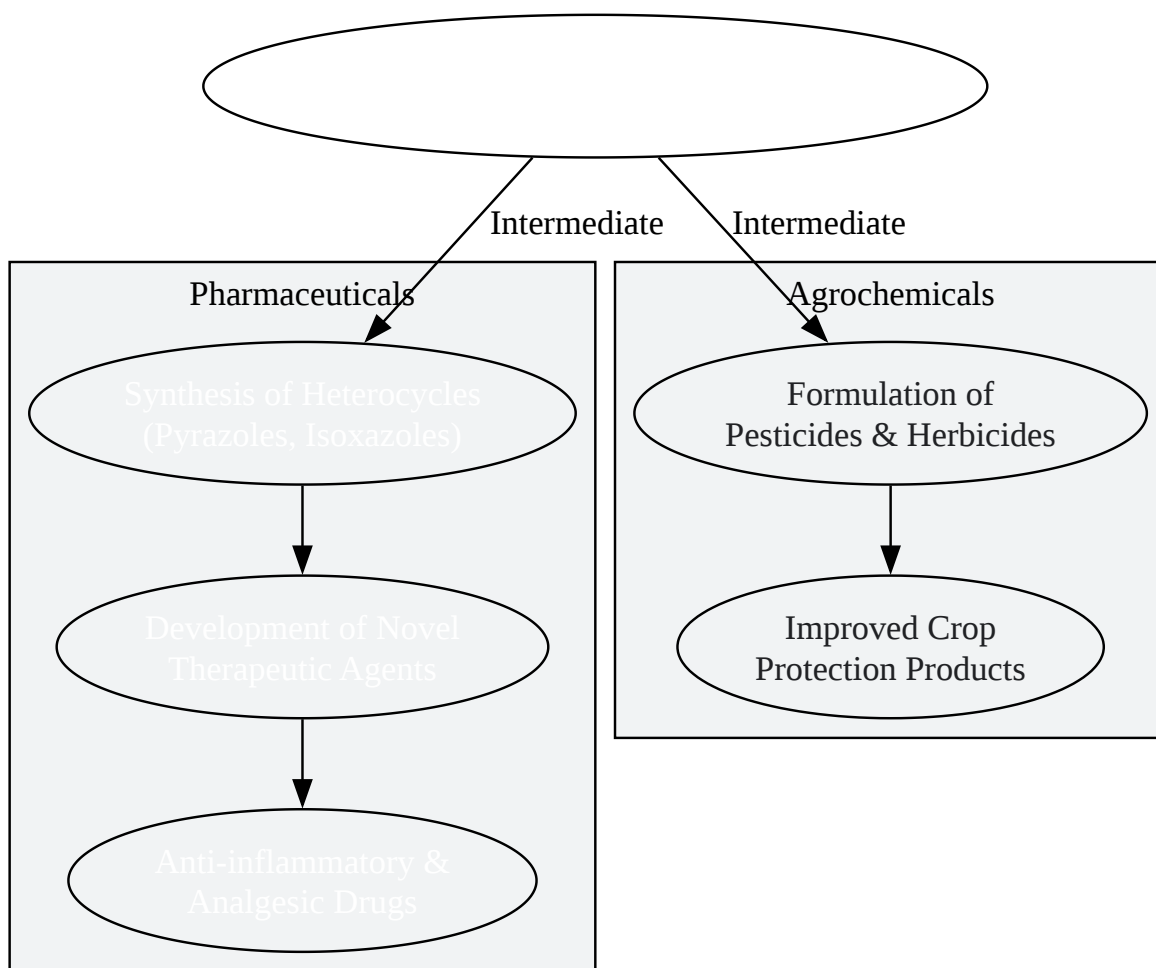 Intermediate
Intermediate
Pharmaceuticals
Agrochemicals
Synthesis of Heterocycles
(Pyrazoles, Isoxazoles)
Formulation of
Pesticides & Herbicides
Development of Novel
Therapeutic Agents
Improved Crop
Protection Products
Anti-inflammatory &
Analgesic Drugs